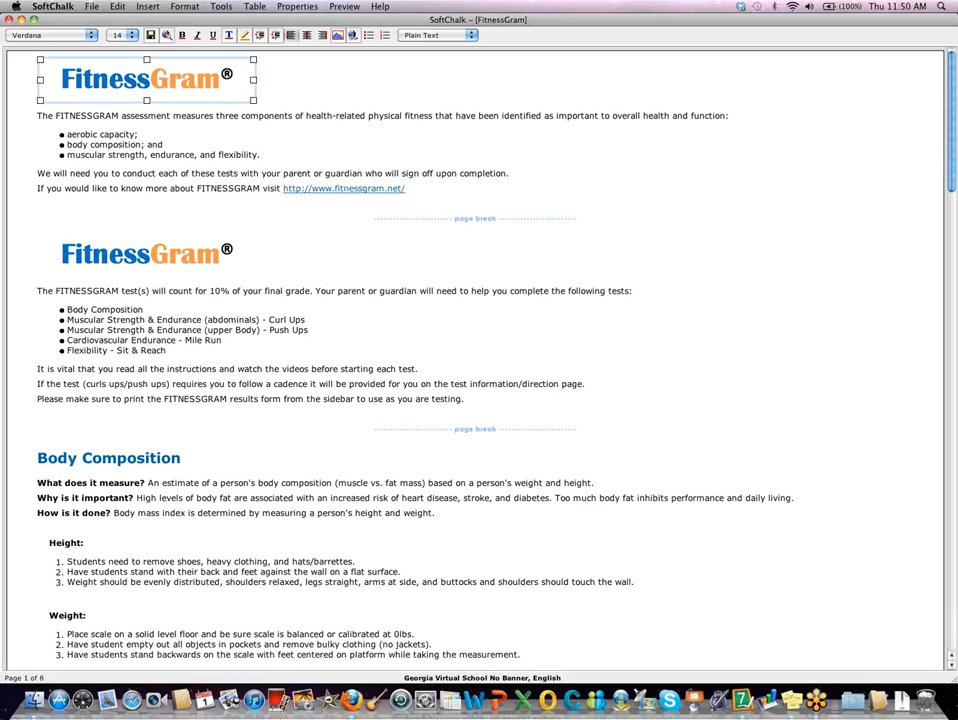 SoftChalk File Edit Insert Format Tools Table Properties Preview Help (100%) Thu 11:50 AM
SoftChalk - [FitnessGram]
Verdana 14 B I U T Plain Text
FitnessGram®
The FITNESSGRAM assessment measures three components of health-related physical fitness that have been identified as important to overall health and function:
● aerobic capacity;
● body composition; and
● muscular strength, endurance, and flexibility.
We will need you to conduct each of these tests with your parent or guardian who will sign off upon completion.
If you would like to know more about FITNESSGRAM visit http://www.fitnessgram.net/
page break
FitnessGram®
The FITNESSGRAM test(s) will count for 10% of your final grade. Your parent or guardian will need to help you complete the following tests:
● Body Composition
● Muscular Strength & Endurance (abdominals) - Curl Ups
● Muscular Strength & Endurance (upper Body) - Push Ups
● Cardiovascular Endurance - Mile Run
● Flexibility - Sit & Reach
It is vital that you read all the instructions and watch the videos before starting each test.
If the test (curls ups/push ups) requires you to follow a cadence it will be provided for you on the test information/direction page.
Please make sure to print the FITNESSGRAM results form from the sidebar to use as you are testing.
page break
Body Composition
What does it measure? An estimate of a person's body composition (muscle vs. fat mass) based on a person's weight and height.
Why is it important? High levels of body fat are associated with an increased risk of heart disease, stroke, and diabetes. Too much body fat inhibits performance and daily living.
How is it done? Body mass index is determined by measuring a person's height and weight.
Height:
1. Students need to remove shoes, heavy clothing, and hats/barrettes.
2. Have students stand with their back and feet against the wall on a flat surface.
3. Weight should be evenly distributed, shoulders relaxed, legs straight, arms at side, and buttocks and shoulders should touch the wall.
Weight:
1. Place scale on a solid level floor and be sure scale is balanced or calibrated at 0lbs.
2. Have student empty out all objects in pockets and remove bulky clothing (no jackets).
3. Have students stand backwards on the scale with feet centered on platform while taking the measurement.
Page 1 of 8 Georgia Virtual School No Banner, English